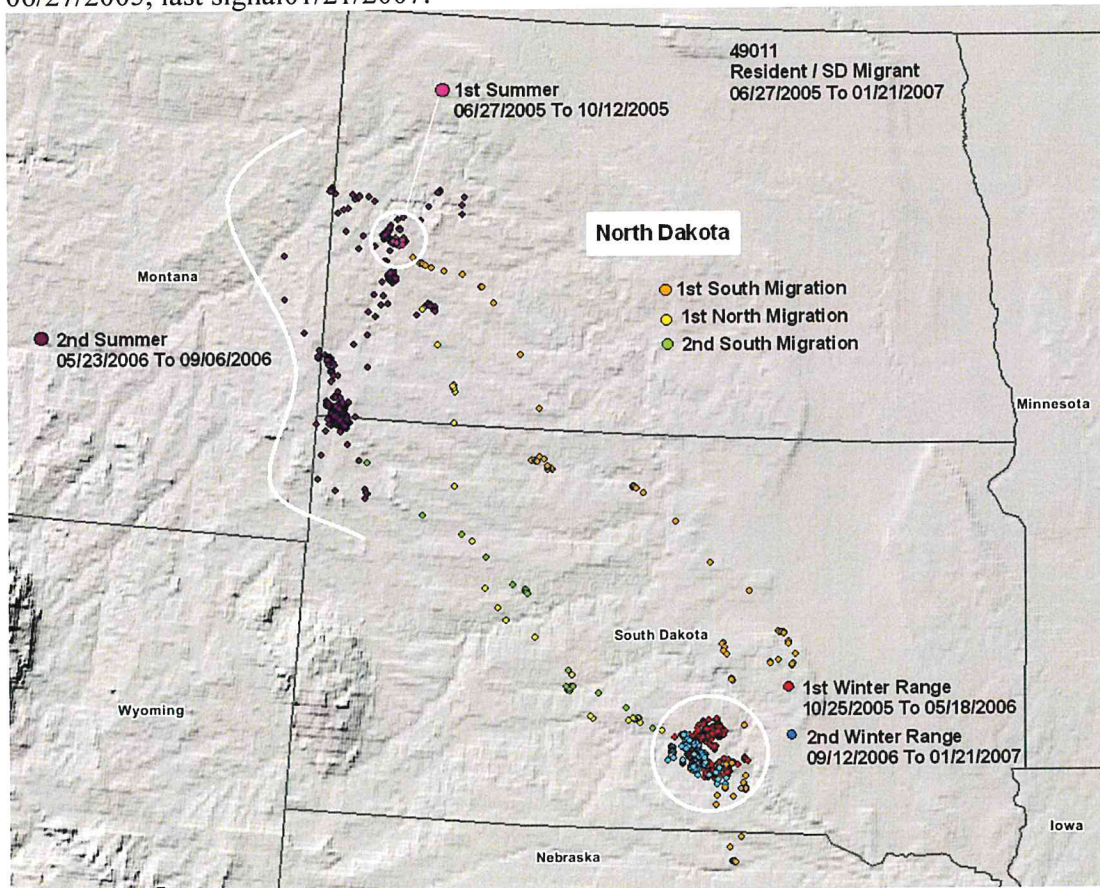 06/27/2005, last signal01/21/2007.
49011
Resident / SD Migrant
06/27/2005 To 01/21/2007
1st Summer
06/27/2005 To 10/12/2005
North Dakota
Montana
1st South Migration
1st North Migration
2nd South Migration
2nd Summer
05/23/2006 To 09/06/2006
Minnesota
South Dakota
1st Winter Range
10/25/2005 To 05/18/2006
Wyoming
2nd Winter Range
09/12/2006 To 01/21/2007
Iowa
Nebraska